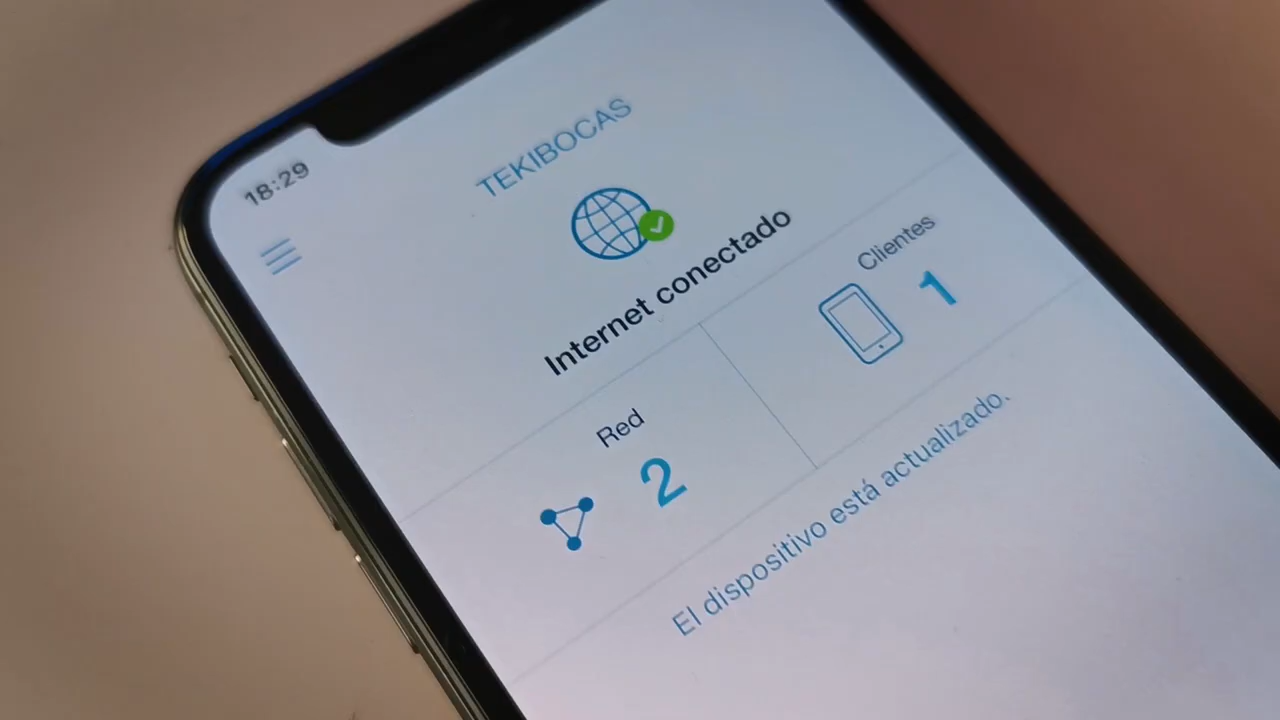 18:29
TEKIBOCAS
Internet conectado
Red
2
Clientes
1
El dispositivo está actualizado.